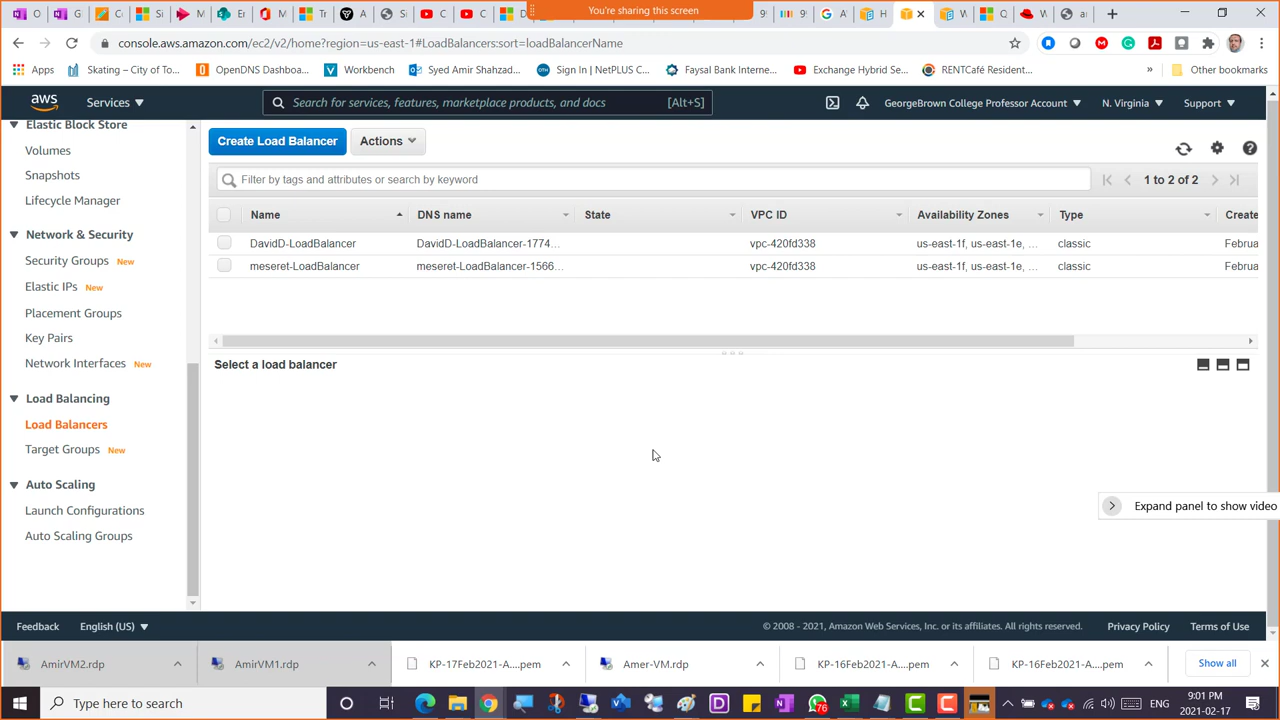 You're sharing this screen
console.aws.amazon.com/ec2/v2/home?region=us-east-1#LoadBalancers:sort=loadBalancerName
Apps
Skating – City of To...
OpenDNS Dashboa...
Workbench
Syed Amir Shahzad...
Sign In | NetPLUS C...
Faysal Bank Interne...
Exchange Hybrid Se...
RENTCafé Resident...
Other bookmarks
aws
Services
Search for services, features, marketplace products, and docs
[Alt+S]
GeorgeBrown College Professor Account
N. Virginia
Support
Elastic Block Store
Volumes
Snapshots
Lifecycle Manager
Network & Security
Security Groups New
Elastic IPs New
Placement Groups
Key Pairs
Network Interfaces New
Load Balancing
Load Balancers
Target Groups New
Auto Scaling
Launch Configurations
Auto Scaling Groups
Create Load Balancer
Actions
Filter by tags and attributes or search by keyword
1 to 2 of 2
Name DNS name State VPC ID Availability Zones Type Create
DavidD-LoadBalancer DavidD-LoadBalancer-1774... vpc-420fd338 us-east-1f, us-east-1e, ... classic Februa
meseret-LoadBalancer meseret-LoadBalancer-1566... vpc-420fd338 us-east-1f, us-east-1e, ... classic Februa
Select a load balancer
Expand panel to show video
Feedback
English (US)
© 2008 - 2021, Amazon Web Services, Inc. or its affiliates. All rights reserved.
Privacy Policy
Terms of Use
AmirVM2.rdp
AmirVM1.rdp
KP-17Feb2021-A....pem
Amer-VM.rdp
KP-16Feb2021-A....pem
KP-16Feb2021-A....pem
Show all
Type here to search
76
ENG
9:01 PM
2021-02-17